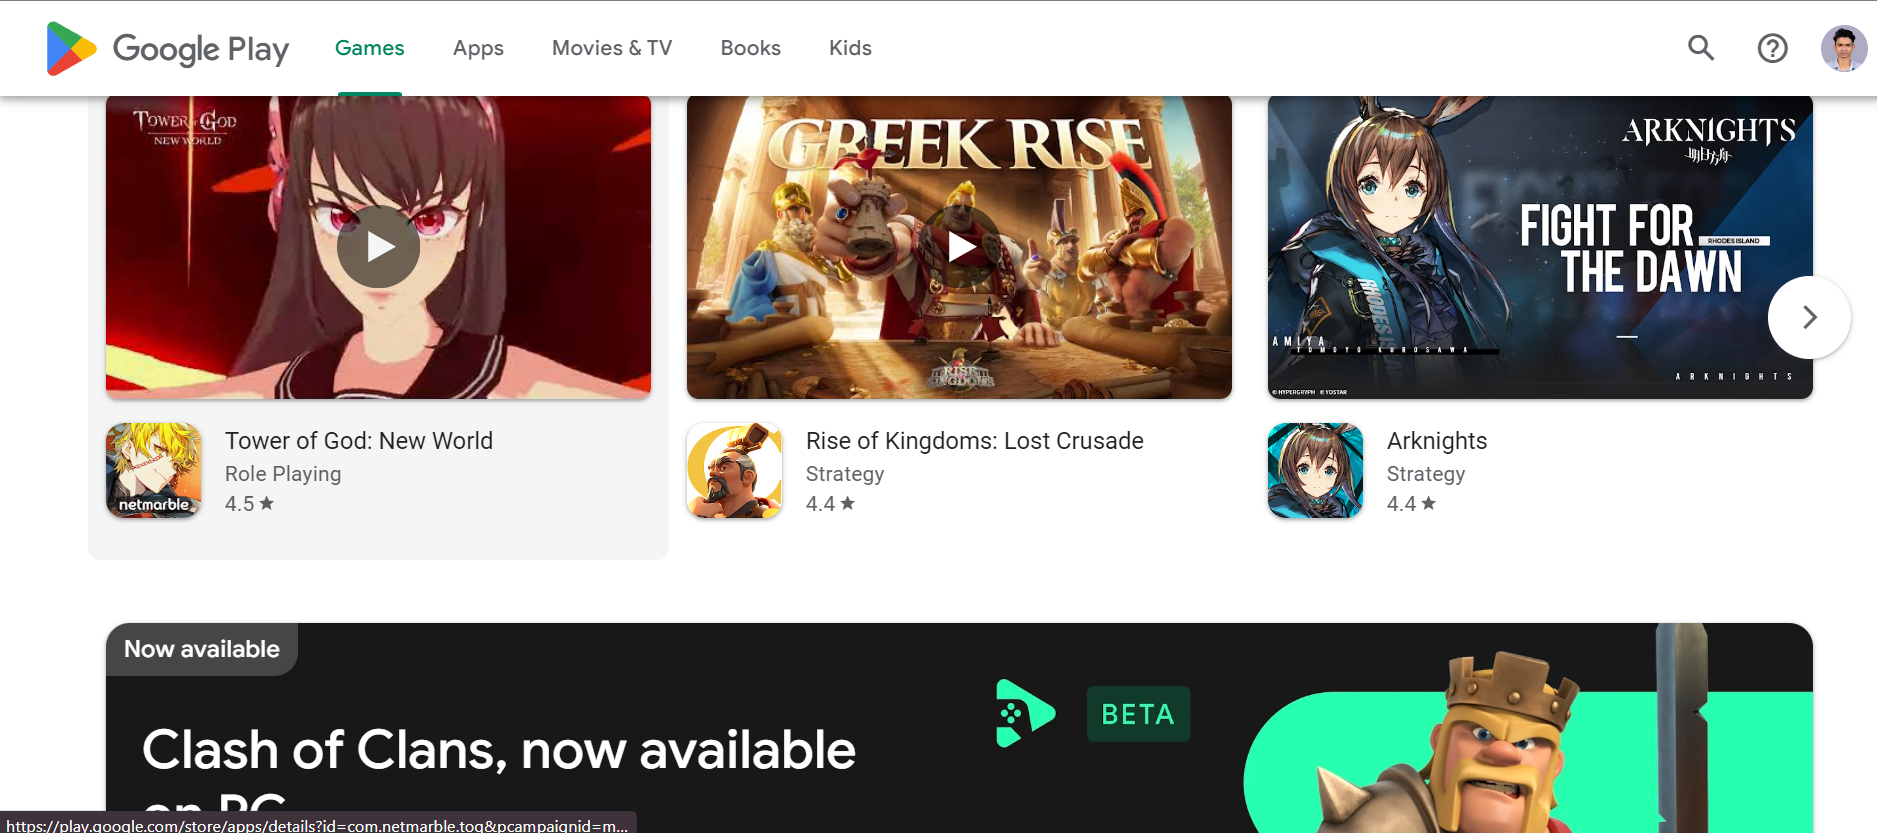 Google Play
Games
Apps
Movies & TV
Books
Kids
TOWER of GOD
NEW WORLD
GREEK RISE
RISE OF
KINGDOMS
ARKNIGHTS
明日方舟
FIGHT FOR
RHODES ISLAND
THE DAWN
RHODES IS
AMIYA
TOMOYO KUROSAWA
ARKNIGHTS
© HYPERGRYPH © YOSTAR
netmarble
Tower of God: New World
Role Playing
4.5 ★
Rise of Kingdoms: Lost Crusade
Strategy
4.4 ★
Arknights
Strategy
4.4 ★
Now available
Clash of Clans, now available
on PC
BETA
https://play.google.com/store/apps/details?id=com.netmarble.tog&pcampaignid=m...